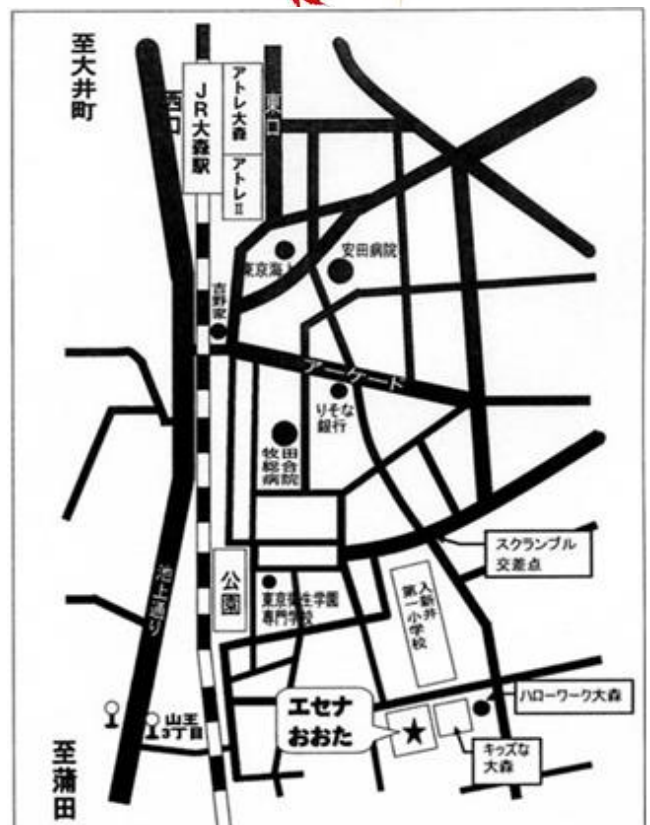 至大井町
西口
JR大森駅
アトレ大森
アトレⅡ
東口
東京海上
安田病院
吉野家
アーケード
りそな
銀行
牧田
総合
病院
スクランブル
交差点
公園
池上通り
東京衛生学園
専門学校
入新井
第一小学校
ハローワーク大森
エセナ
おおた
キッズな
大森
山王
3丁目
至蒲田